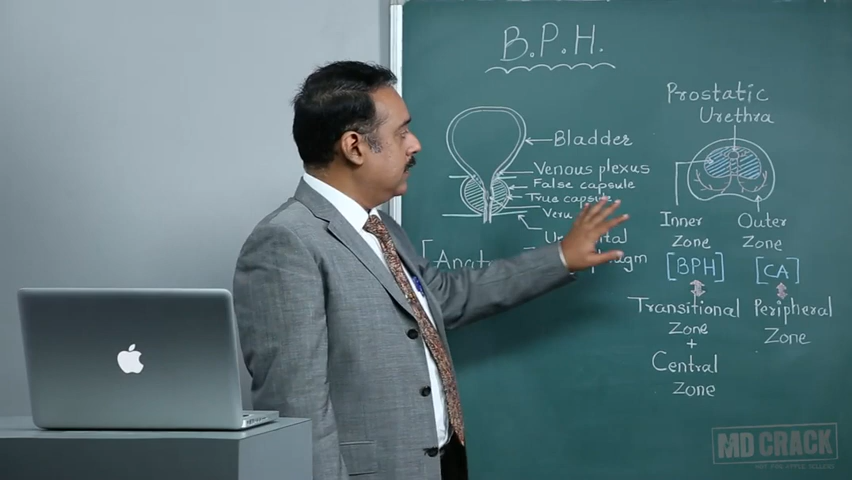 B.P.H.
Bladder
Venous plexus
False capsule
True capsule
Veru
[Anat
Prostatic
Urethra
Inner
Zone
[BPH]
Transitional
Zone
+
Central
Zone
Outer
Zone
[CA]
Peripheral
Zone
MD CRACK